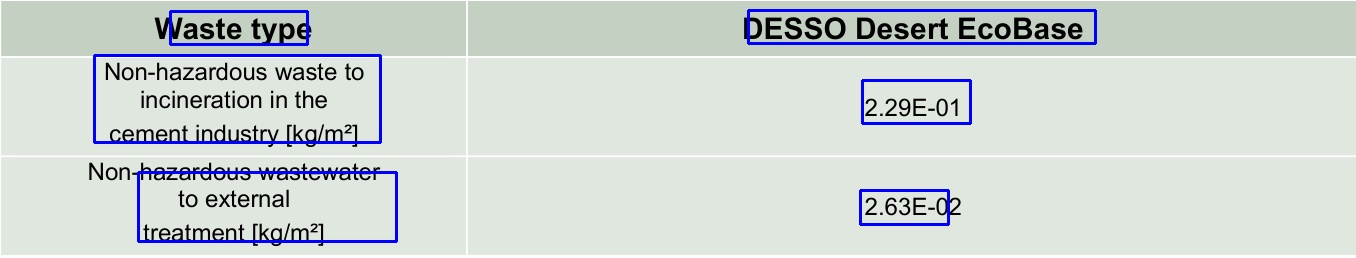 Waste type
DESSO Desert EcoBase
Non-hazardous waste to
incineration in the
cement industry [kg/m²]
2.29E-01
Non-hazardous wastewater
to external
treatment [kg/m²]
2.63E-02